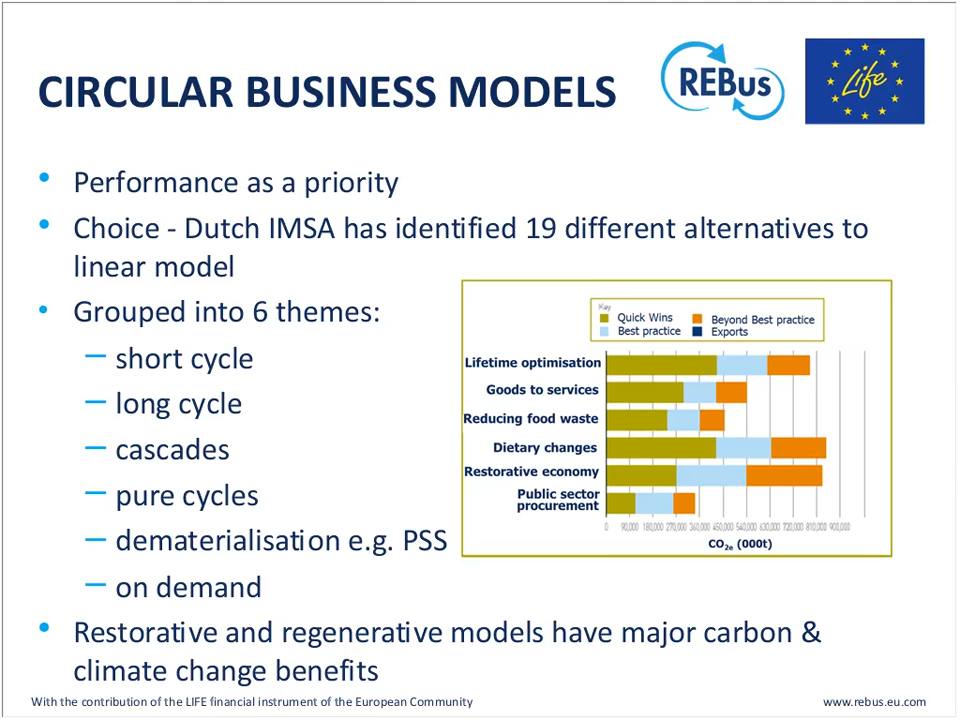 CIRCULAR BUSINESS MODELS
REBus
Life
• Performance as a priority
• Choice - Dutch IMSA has identified 19 different alternatives to
linear model
• Grouped into 6 themes:
– short cycle
– long cycle
– cascades
– pure cycles
– dematerialisation e.g. PSS
– on demand
Key
Quick Wins
Beyond Best practice
Best practice
Exports
Lifetime optimisation
Goods to services
Reducing food waste
Dietary changes
Restorative economy
Public sector
procurement
0 90,000 180,000 270,000 360,000 450,000 540,000 630,000 720,000 810,000 900,000
CO2e (000t)
• Restorative and regenerative models have major carbon &
climate change benefits
With the contribution of the LIFE financial instrument of the European Community
www.rebus.eu.com